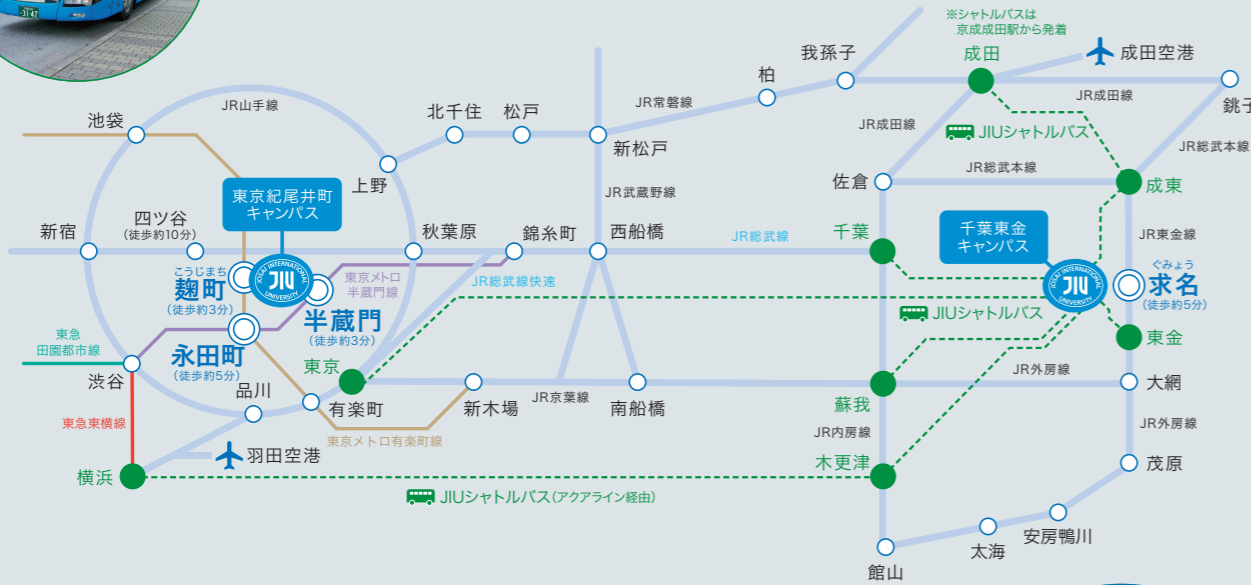 31-47
※シャトルバスは
京成成田駅から発着
成田
成田空港
我孫子
柏
JR常磐線
JR成田線
銚子
JR山手線
池袋
北千住
松戸
新松戸
上野
JR成田線
JIUシャトルバス
JR総武本線
JR総武本線
佐倉
成東
JR武蔵野線
東京紀尾井町
キャンパス
四ツ谷
(徒歩約10分)
新宿
秋葉原
錦糸町
西船橋
JR総武線
千葉
千葉東金
キャンパス
JR東金線
こうじまち
麹町
(徒歩約3分)
JOSAI INTERNATIONAL
JIU
UNIVERSITY
東京メトロ
半蔵門線
JR総武線快速
JOSAI INTERNATIONAL
JIU
UNIVERSITY
ぐみょう
求名
(徒歩約5分)
半蔵門
(徒歩約3分)
JIUシャトルバス
東急
田園都市線
永田町
(徒歩約5分)
東京
東金
渋谷
品川
有楽町
新木場
JR京葉線
南船橋
蘇我
JR外房線
大網
東急東横線
東京メトロ有楽町線
JR内房線
JR外房線
羽田空港
木更津
茂原
横浜
JIUシャトルバス(アクアライン経由)
安房鴨川
太海
館山